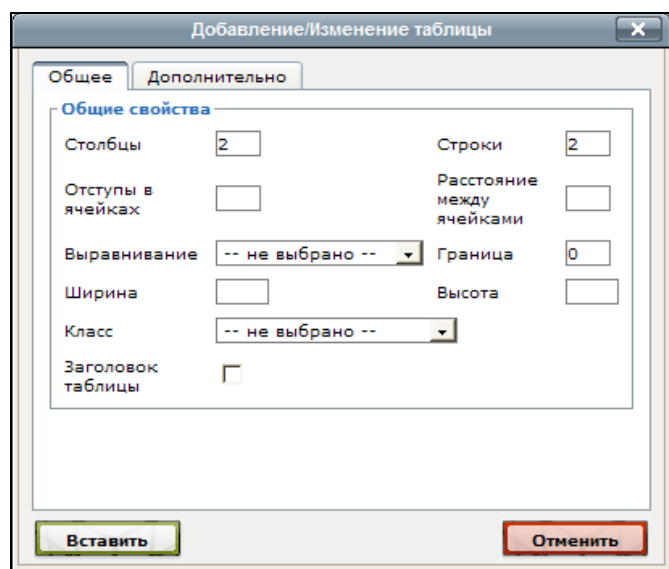 Добавление/Изменение таблицы
Общее Дополнительно
Общие свойства
Столбцы 2 Строки 2
Отступы в
ячейках
Расстояние
между
ячейками
Выравнивание -- не выбрано -- Граница 0
Ширина Высота
Класс -- не выбрано --
Заголовок
таблицы
Вставить Отменить